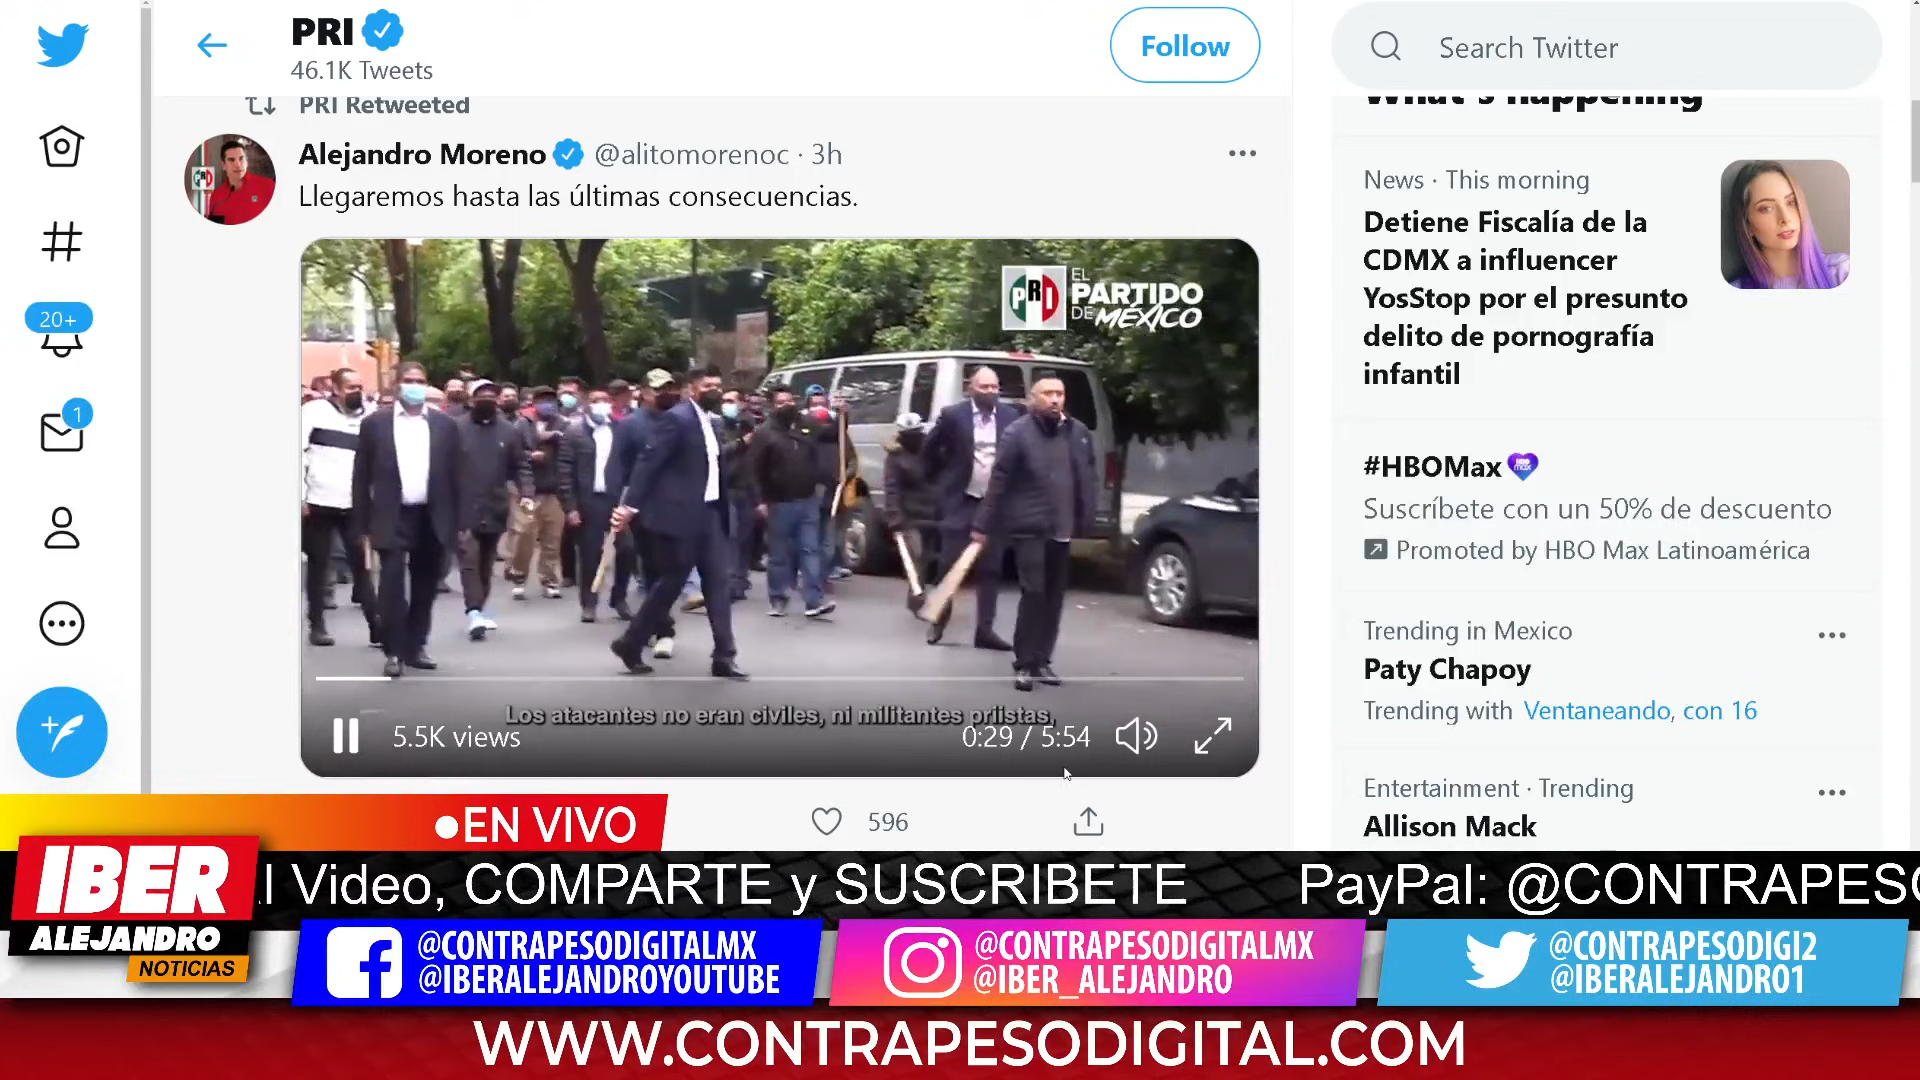 PRI
46.1K Tweets
Follow
Search Twitter
PRI Retweeted
What's happening
Alejandro Moreno @alitomorenoc · 3h
Llegaremos hasta las últimas consecuencias.
PRI
EL
PARTIDO
DE MÉXICO
Los atacantes no eran civiles, ni militantes priistas,
5.5K views
0:29 / 5:54
596
20+
1
News · This morning
Detiene Fiscalía de la
CDMX a influencer
YosStop por el presunto
delito de pornografía
infantil
#HBOMax
Suscríbete con un 50% de descuento
Promoted by HBO Max Latinoamérica
Trending in Mexico
Paty Chapoy
Trending with Ventaneando, con 16
Entertainment · Trending
Allison Mack
EN VIVO
IBER
ALEJANDRO
NOTICIAS
al Video, COMPARTE y SUSCRIBETE PayPal: @CONTRAPESO
@CONTRAPESODIGITALMX
@IBERALEJANDROYOUTUBE
@CONTRAPESODIGITALMX
@IBER_ALEJANDRO
@CONTRAPESODIGI2
@IBERALEJANDRO1
WWW.CONTRAPESODIGITAL.COM